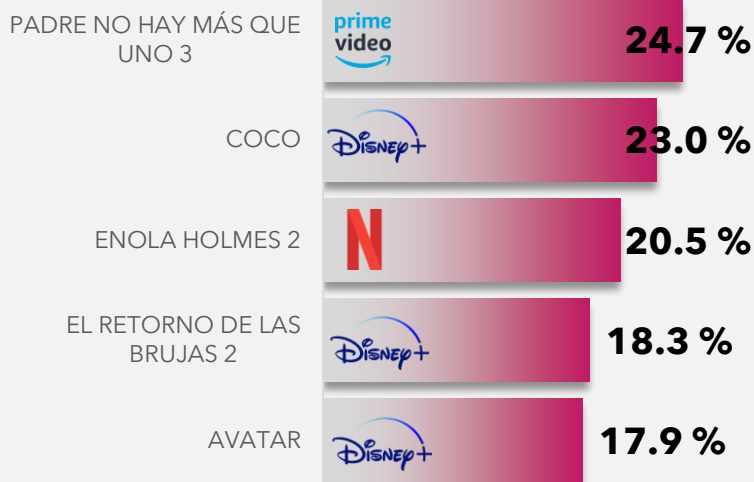 PADRE NO HAY MÁS QUE
UNO 3
prime
video
24.7 %
COCO
Disney+
23.0 %
ENOLA HOLMES 2
N
20.5 %
EL RETORNO DE LAS
BRUJAS 2
Disney+
18.3 %
AVATAR
Disney+
17.9 %